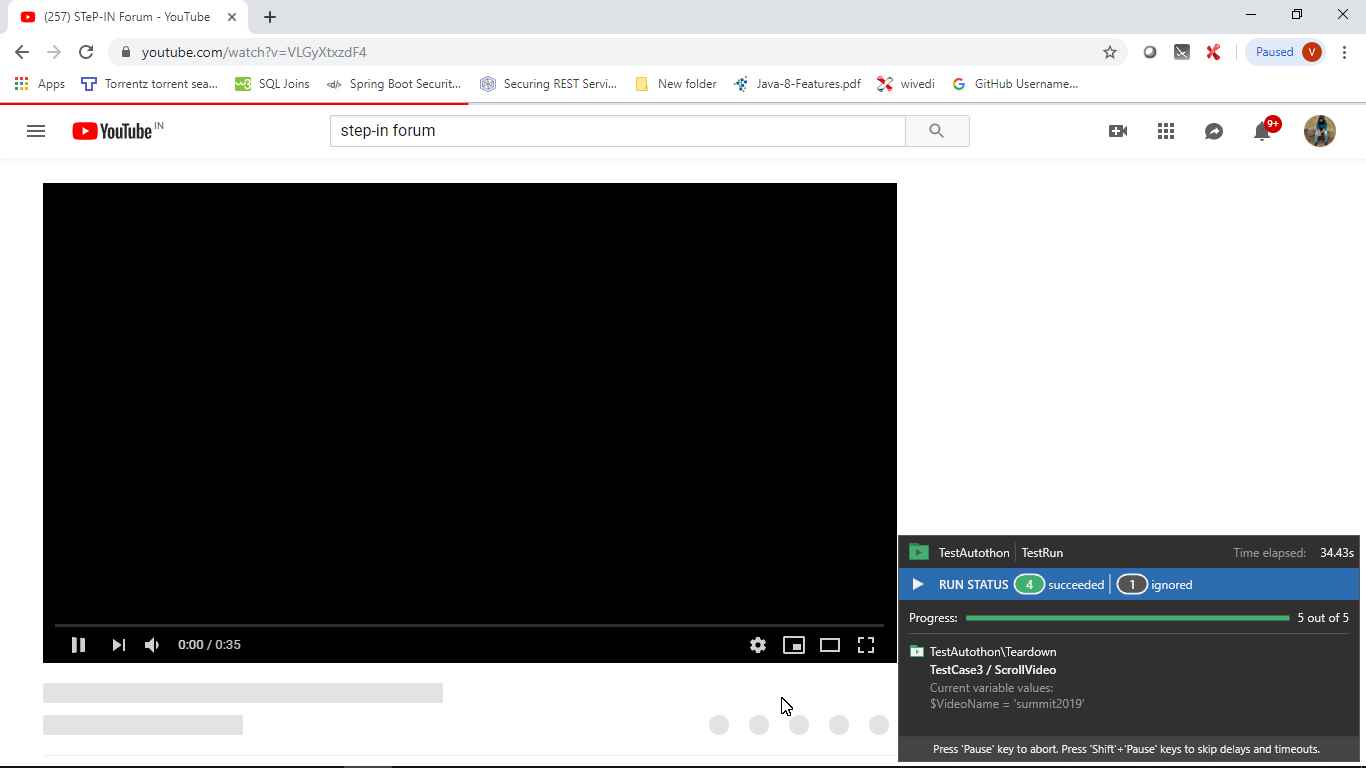 (257) STeP-IN Forum - YouTube
youtube.com/watch?v=VLGyXtxzdF4
Paused V
Apps Torrentz torrent sea... SQL Joins Spring Boot Securit... Securing REST Servi... New folder Java-8-Features.pdf wivedi GitHub Username...
YouTube IN
step-in forum
9+
0:00 / 0:35
TestAutothon TestRun Time elapsed: 34.43s
RUN STATUS 4 succeeded 1 ignored
Progress: 5 out of 5
TestAutothon\Teardown
TestCase3 / ScrollVideo
Current variable values:
$VideoName = 'summit2019'
Press 'Pause' key to abort. Press 'Shift'+'Pause' keys to skip delays and timeouts.